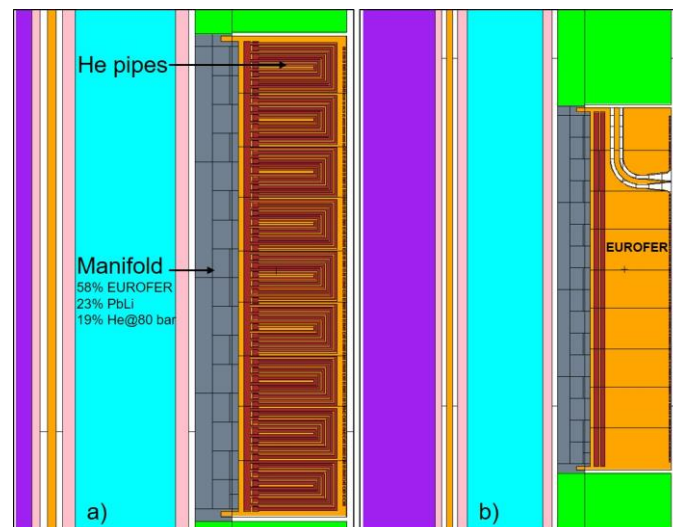 He pipes
Manifold
58% EUROFER
23% PbLi
19% He@80 bar
a)
EUROFER
b)